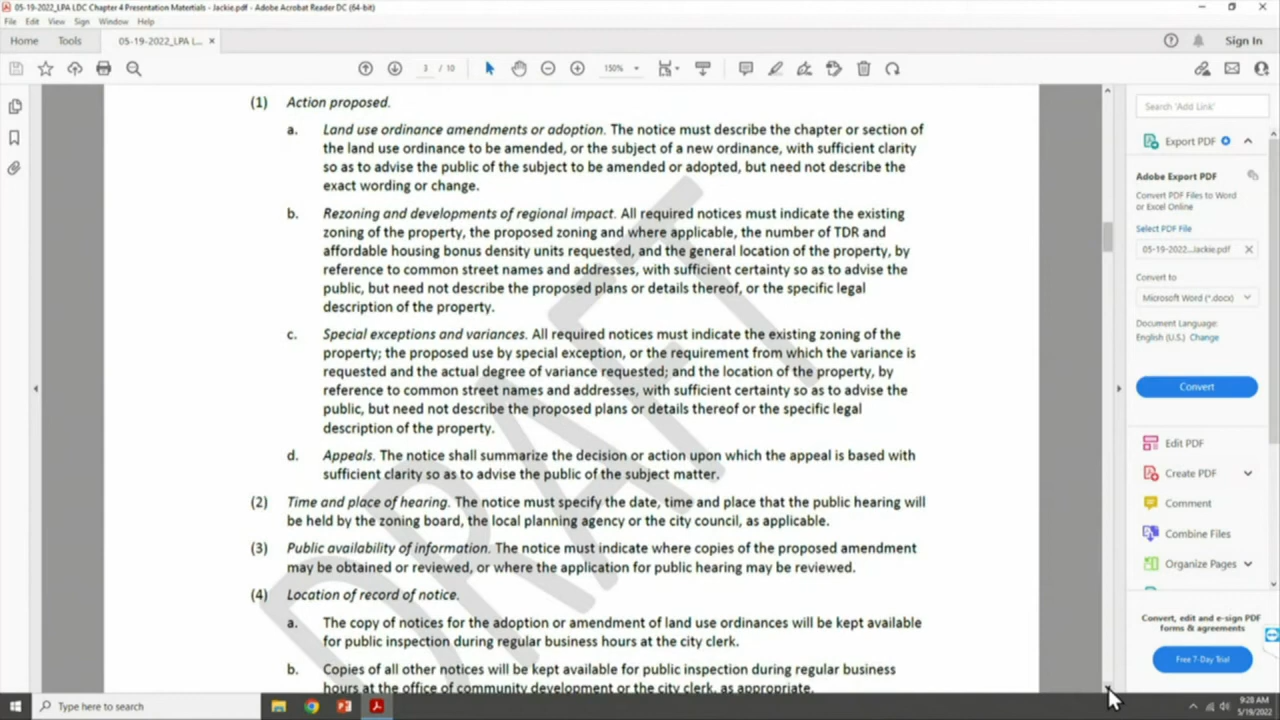 05-19-2022_LPA LDC Chapter 4 Presentation Matertials - Jackie.pdf - Adobe Acrobat Reader DC (64-bit)
File Edit View Sign Window Help
Home Tools 05-19-2022_LPA L... × Sign In
3 / 10 150%
(1) Action proposed.
a. Land use ordinance amendments or adoption. The notice must describe the chapter or section of
the land use ordinance to be amended, or the subject of a new ordinance, with sufficient clarity
so as to advise the public of the subject to be amended or adopted, but need not describe the
exact wording or change.
b. Rezoning and developments of regional impact. All required notices must indicate the existing
zoning of the property, the proposed zoning and where applicable, the number of TDR and
affordable housing bonus density units requested, and the general location of the property, by
reference to common street names and addresses, with sufficient certainty so as to advise the
public, but need not describe the proposed plans or details thereof, or the specific legal
description of the property.
c. Special exceptions and variances. All required notices must indicate the existing zoning of the
property; the proposed use by special exception, or the requirement from which the variance is
requested and the actual degree of variance requested; and the location of the property, by
reference to common street names and addresses, with sufficient certainty so as to advise the
public, but need not describe the proposed plans or details thereof or the specific legal
description of the property.
d. Appeals. The notice shall summarize the decision or action upon which the appeal is based with
sufficient clarity so as to advise the public of the subject matter.
(2) Time and place of hearing. The notice must specify the date, time and place that the public hearing will
be held by the zoning board, the local planning agency or the city council, as applicable.
(3) Public availability of information. The notice must indicate where copies of the proposed amendment
may be obtained or reviewed, or where the application for public hearing may be reviewed.
(4) Location of record of notice.
a. The copy of notices for the adoption or amendment of land use ordinances will be kept available
for public inspection during regular business hours at the city clerk.
b. Copies of all other notices will be kept available for public inspection during regular business
hours at the office of community development or the city clerk, as appropriate.
DRAFT
Search 'Add Link'
Export PDF
Adobe Export PDF
Convert PDF Files to Word
or Excel Online
Select PDF File
05-19-2022...Jackie.pdf ×
Convert to
Microsoft Word (*.docx)
Document Language:
English (U.S.) Change
Convert
Edit PDF
Create PDF
Comment
Combine Files
Organize Pages
Convert, edit and e-sign PDF
forms & agreements
Free 7-Day Trial
Type here to search
9:28 AM
5/19/2022